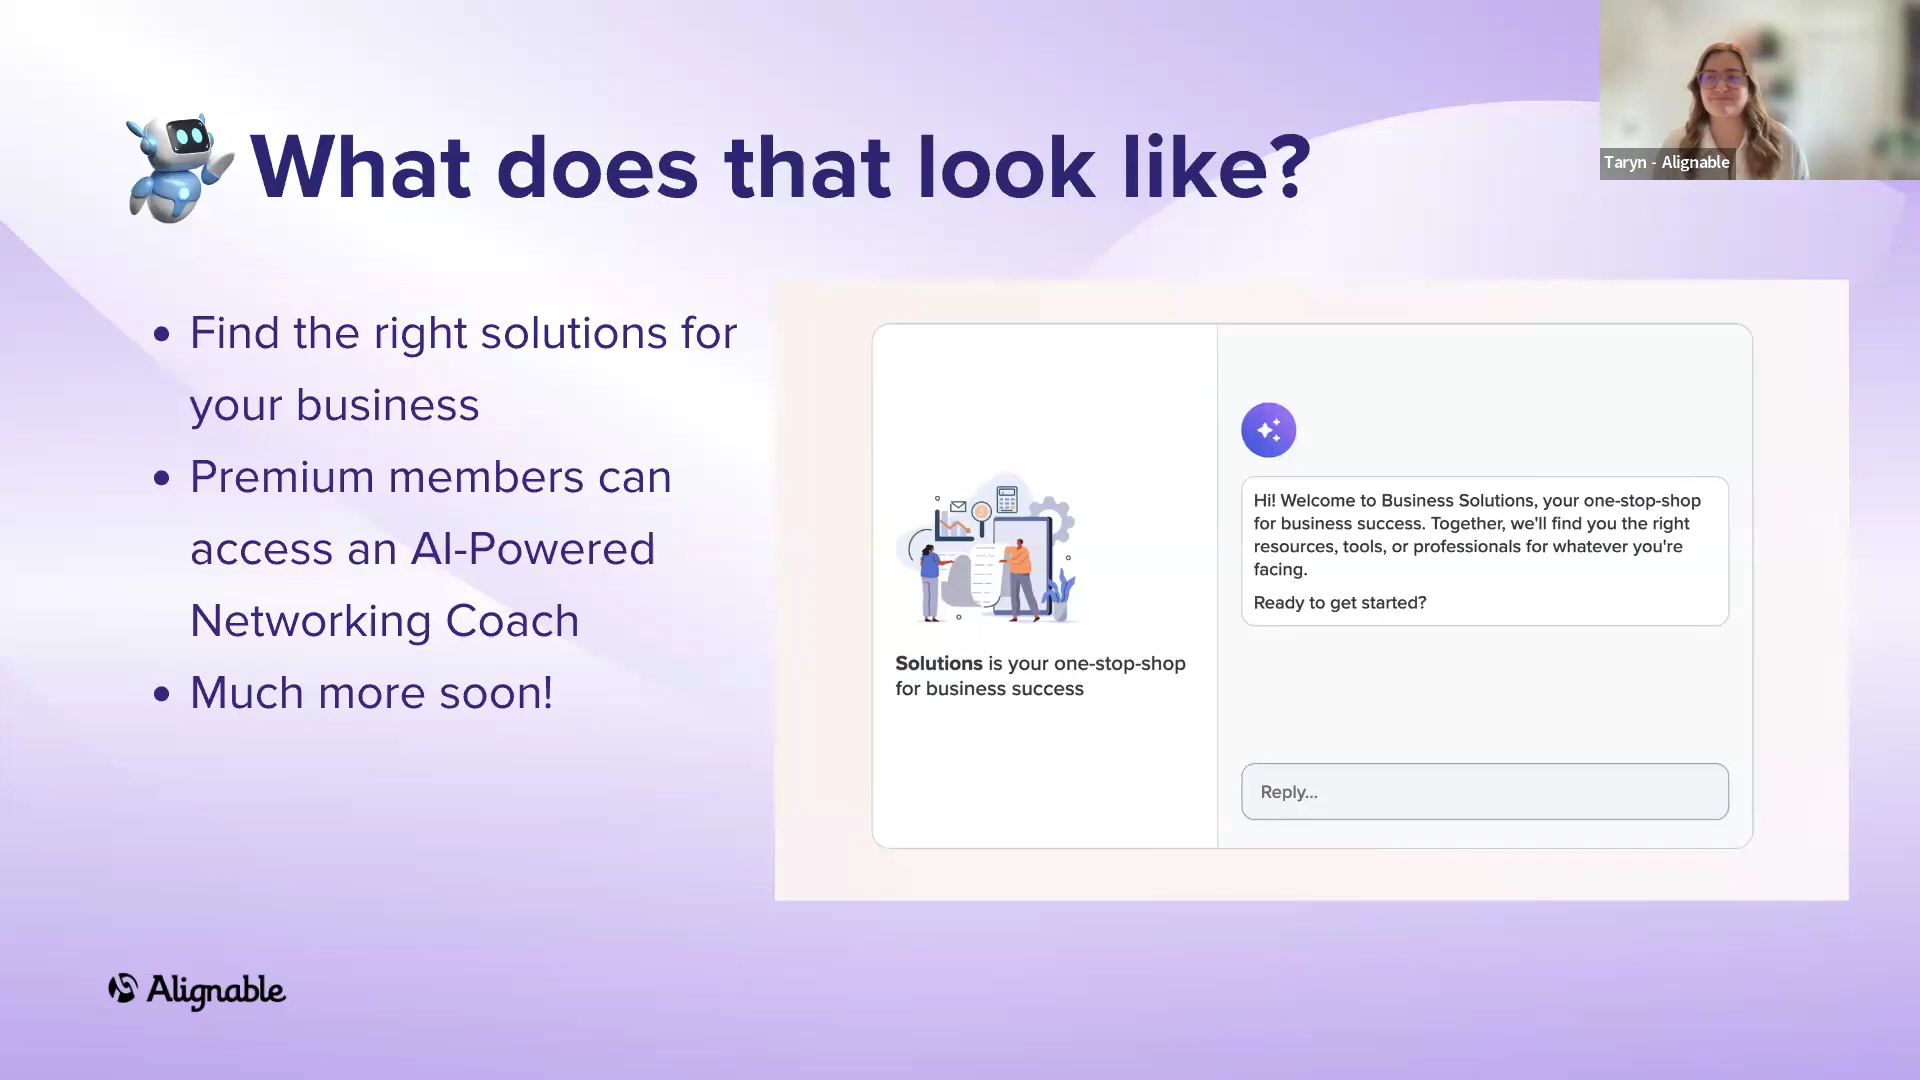 What does that look like?
Taryn - Alignable
Find the right solutions for
your business
Premium members can
access an AI-Powered
Networking Coach
Much more soon!
Solutions is your one-stop-shop
for business success
Hi! Welcome to Business Solutions, your one-stop-shop
for business success. Together, we'll find you the right
resources, tools, or professionals for whatever you're
facing.
Ready to get started?
Reply...
Alignable